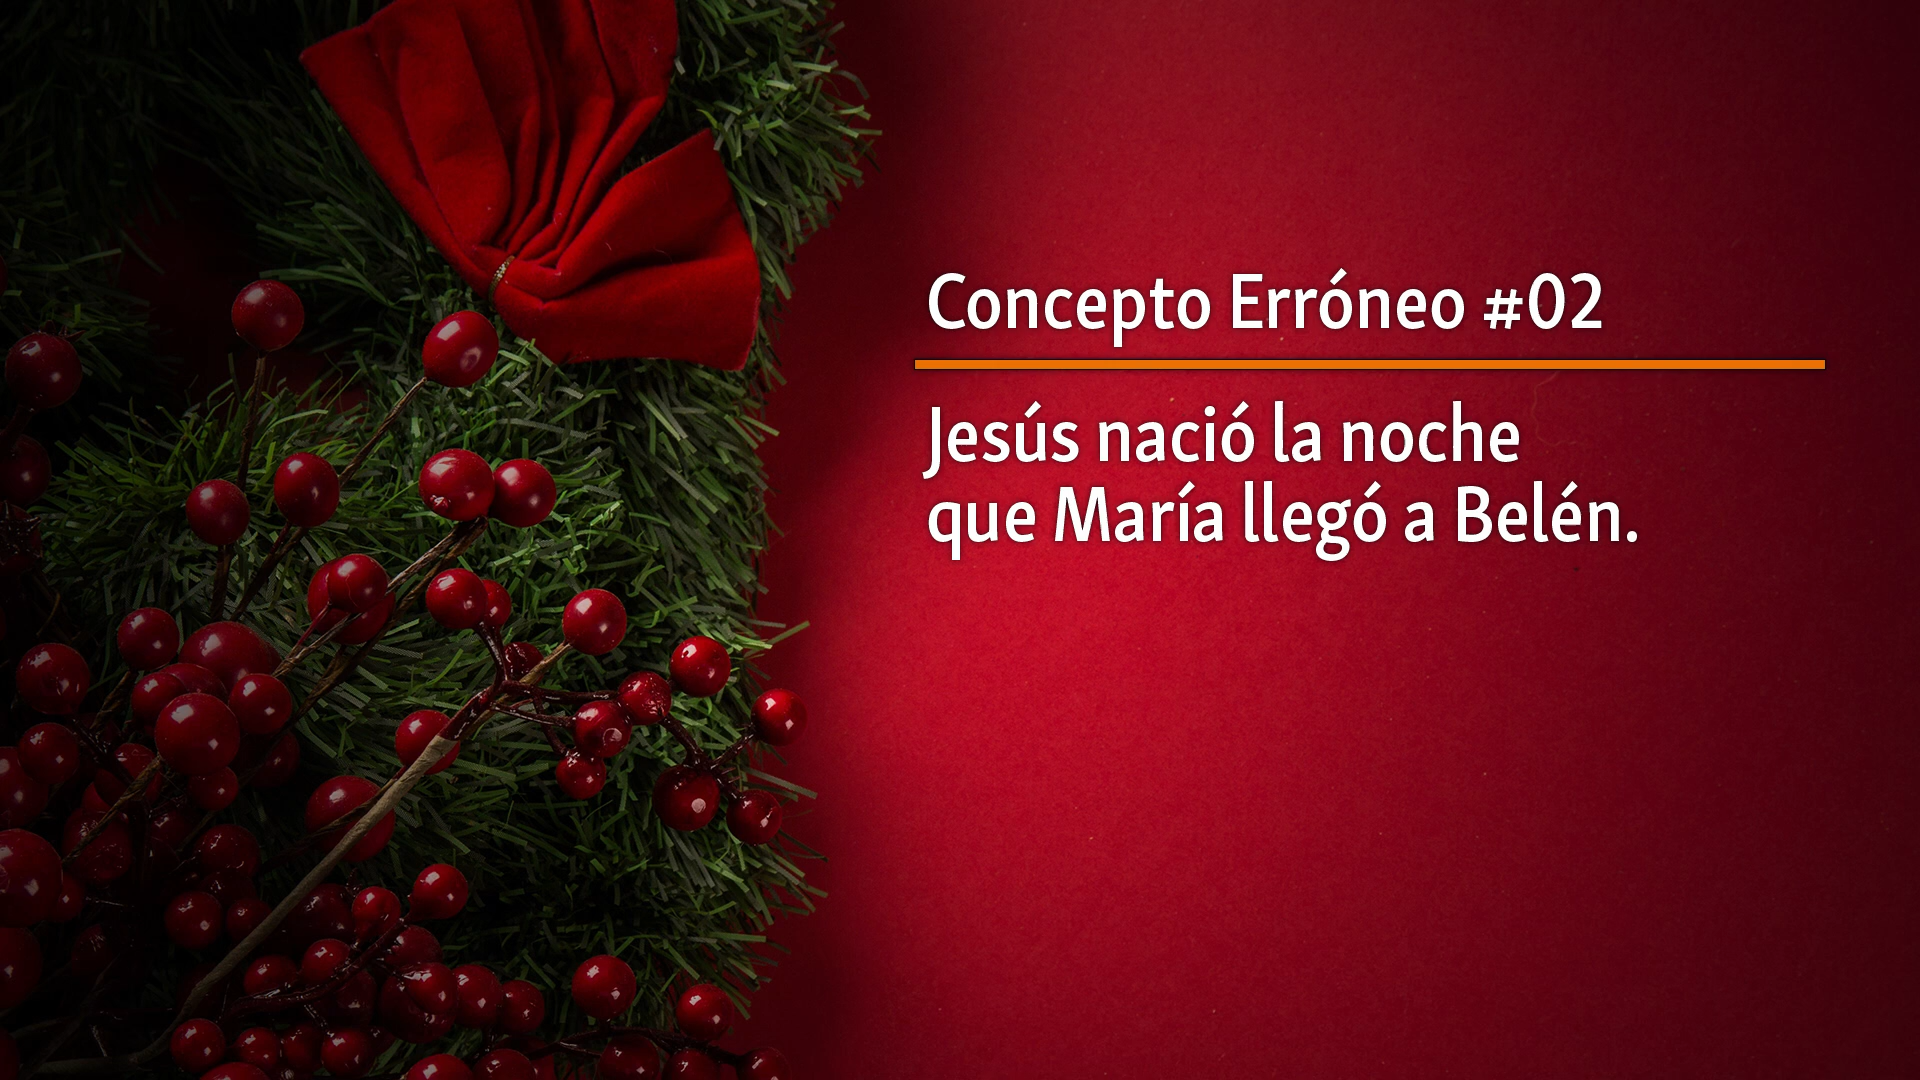 Concepto Erróneo #02
Jesús nació la noche
que María llegó a Belén.